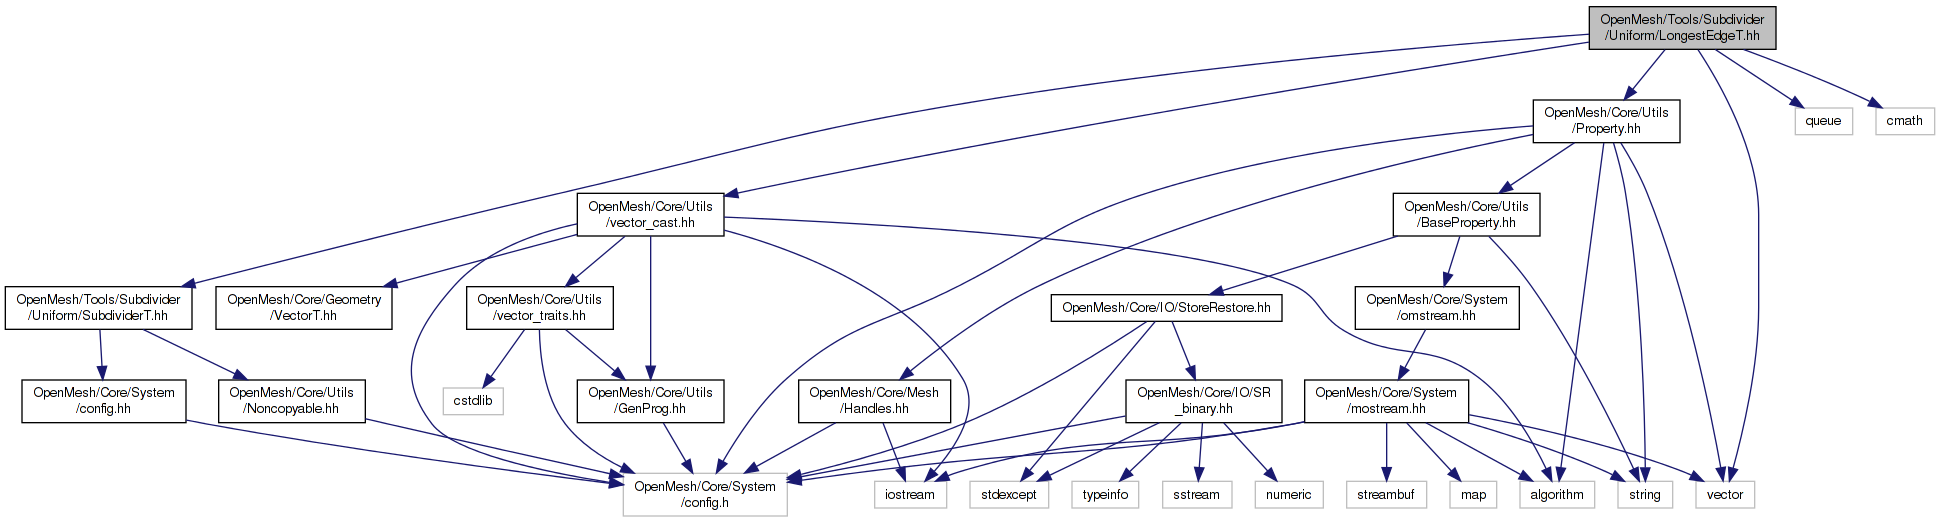 OpenMesh/Tools/Subdivider
/Uniform/LongestEdgeT.hh
OpenMesh/Core/Utils
/Property.hh
queue
cmath
OpenMesh/Core/Utils
/vector_cast.hh
OpenMesh/Core/Utils
/BaseProperty.hh
OpenMesh/Tools/Subdivider
/Uniform/SubdividerT.hh
OpenMesh/Core/Geometry
/VectorT.hh
OpenMesh/Core/Utils
/vector_traits.hh
OpenMesh/Core/IO/StoreRestore.hh
OpenMesh/Core/System
/omstream.hh
OpenMesh/Core/System
/config.hh
OpenMesh/Core/Utils
/Noncopyable.hh
cstdlib
OpenMesh/Core/Utils
/GenProg.hh
OpenMesh/Core/Mesh
/Handles.hh
OpenMesh/Core/IO/SR
_binary.hh
OpenMesh/Core/System
/mostream.hh
OpenMesh/Core/System
/config.h
iostream
stdexcept
typeinfo
sstream
numeric
streambuf
map
algorithm
string
vector